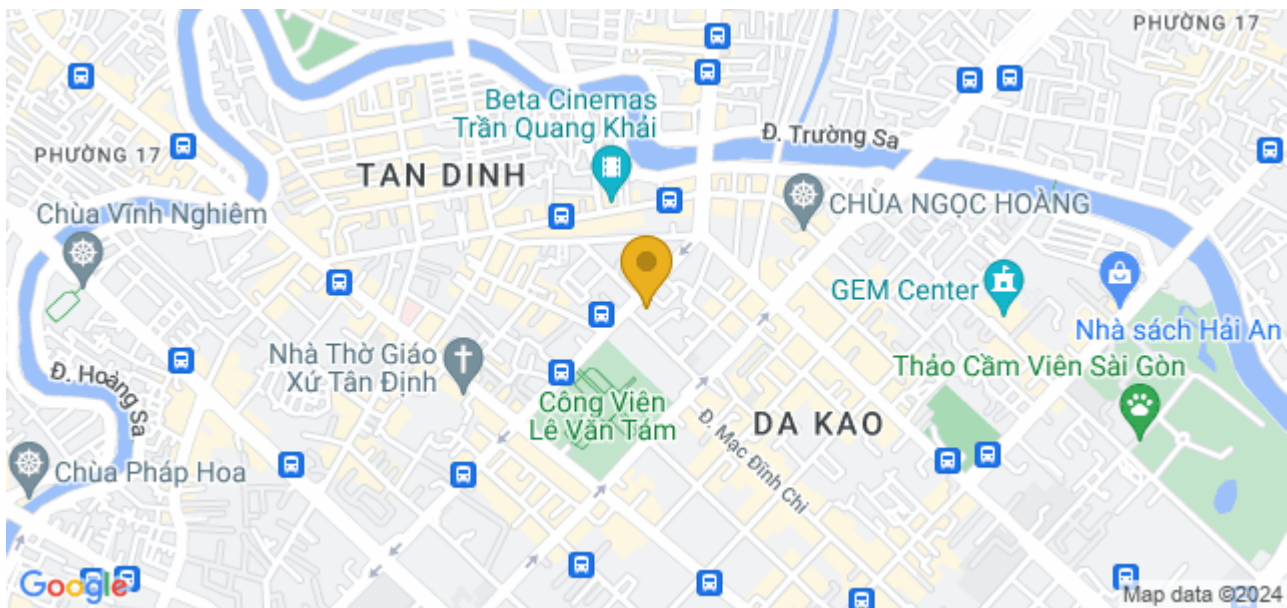 PHƯỜNG 17
Beta Cinemas
Trần Quang Khải
Đ. Trường Sa
PHƯỜNG 17
TAN DINH
Chùa Vĩnh Nghiêm
CHÙA NGỌC HOÀNG
GEM Center
Nhà sách Hải An
Nhà Thờ Giáo
Xứ Tân Định
Đ. Hoàng Sa
Thảo Cầm Viên Sài Gòn
Công Viên
Lê Văn Tám
DA KAO
Đ. Mạc Đĩnh Chi
Chùa Pháp Hoa
Google
Map data ©2024